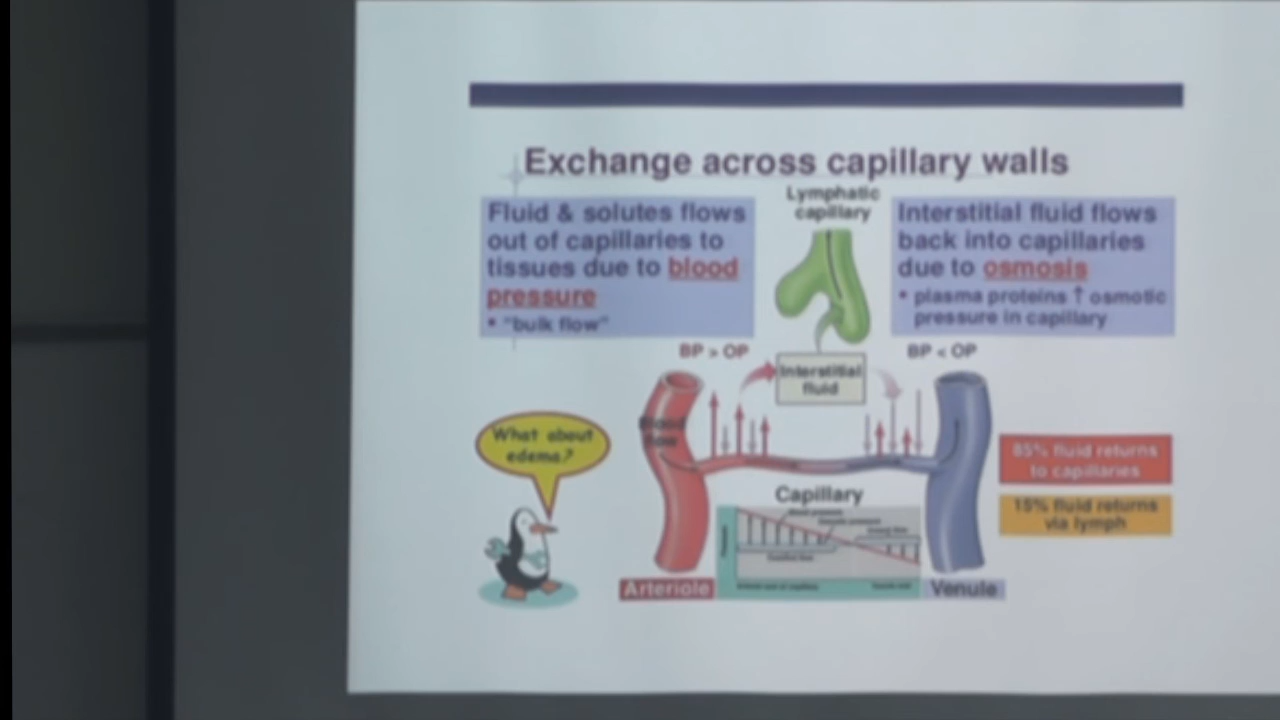 Exchange across capillary walls
Fluid & solutes flows
out of capillaries to
tissues due to blood
pressure
• "bulk flow"
Lymphatic
capillary
Interstitial fluid flows
back into capillaries
due to osmosis
• plasma proteins ↑ osmotic
pressure in capillary
BP > OP
BP < OP
Interstitial
fluid
Blood
flow
What about
edema?
85% fluid returns
to capillaries
15% fluid returns
via lymph
Capillary
Arteriole
Venule